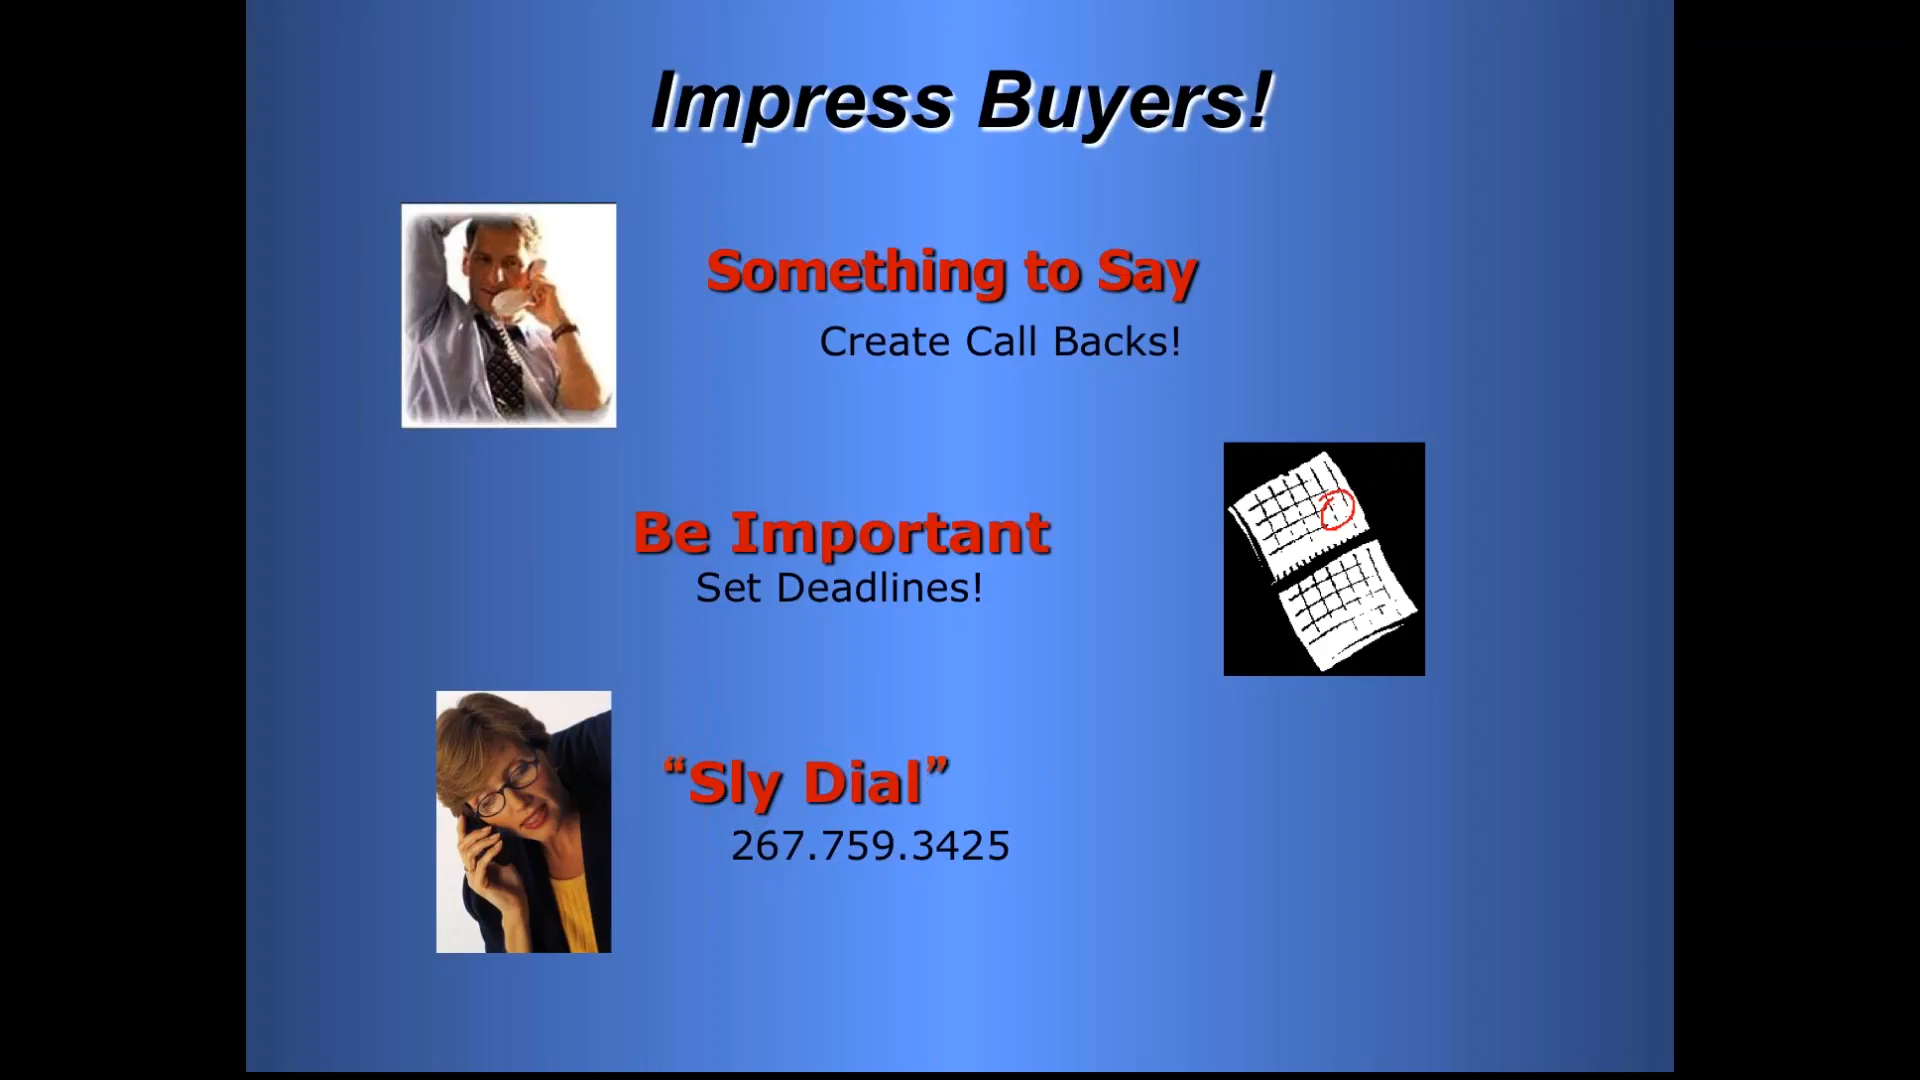 Impress Buyers!
Something to Say
Create Call Backs!
Be Important
Set Deadlines!
“Sly Dial”
267.759.3425